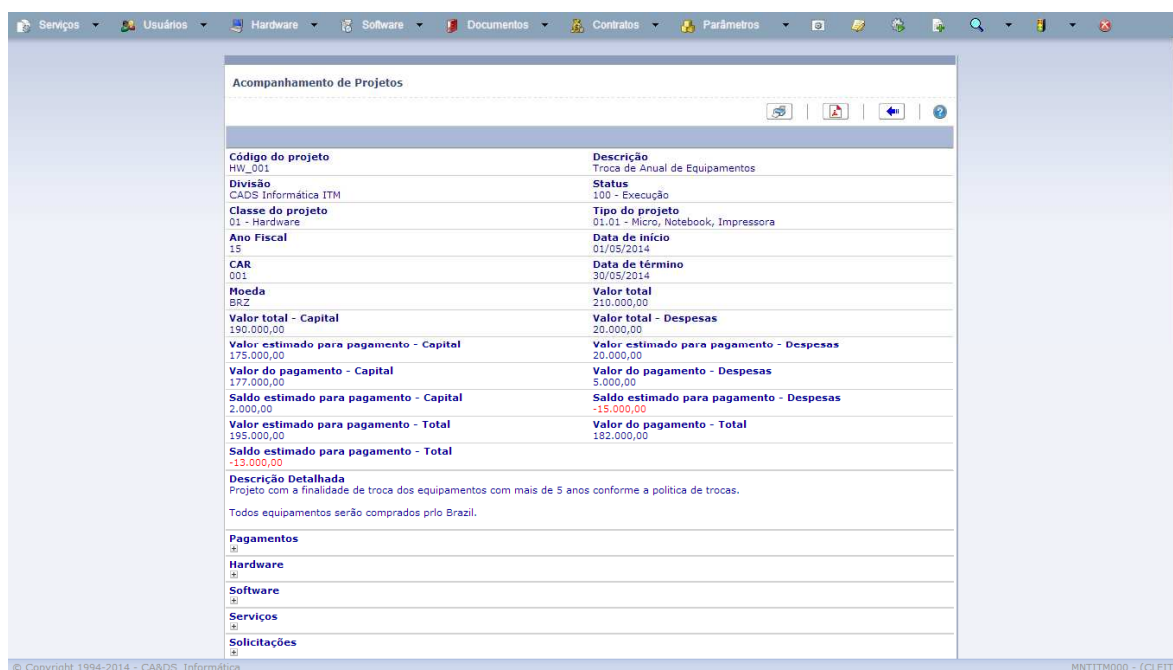 Serviços Usuários Hardware Software Documentos Contratos Parâmetros
Acompanhamento de Projetos
Código do projeto Descrição
HW_001 Troca de Anual de Equipamentos
Divisão Status
CADS Informática ITM 100 - Execução
Classe do projeto Tipo do projeto
01 - Hardware 01.01 - Micro, Notebook, Impressora
Ano Fiscal Data de início
15 01/05/2014
CAR Data de término
001 30/05/2014
Moeda Valor total
BRZ 210.000,00
Valor total - Capital Valor total - Despesas
190.000,00 20.000,00
Valor estimado para pagamento - Capital Valor estimado para pagamento - Despesas
175.000,00 20.000,00
Valor do pagamento - Capital Valor do pagamento - Despesas
177.000,00 5.000,00
Saldo estimado para pagamento - Capital Saldo estimado para pagamento - Despesas
2.000,00 -15.000,00
Valor estimado para pagamento - Total Valor do pagamento - Total
195.000,00 182.000,00
Saldo estimado para pagamento - Total
-13.000,00
Descrição Detalhada
Projeto com a finalidade de troca dos equipamentos com mais de 5 anos conforme a politica de trocas.
Todos equipamentos serão comprados prlo Brazil.
Pagamentos
Hardware
Software
Serviços
Solicitações
© Copyright 1994-2014 - CA&DS Informática MNTITM000 - (CLEIT